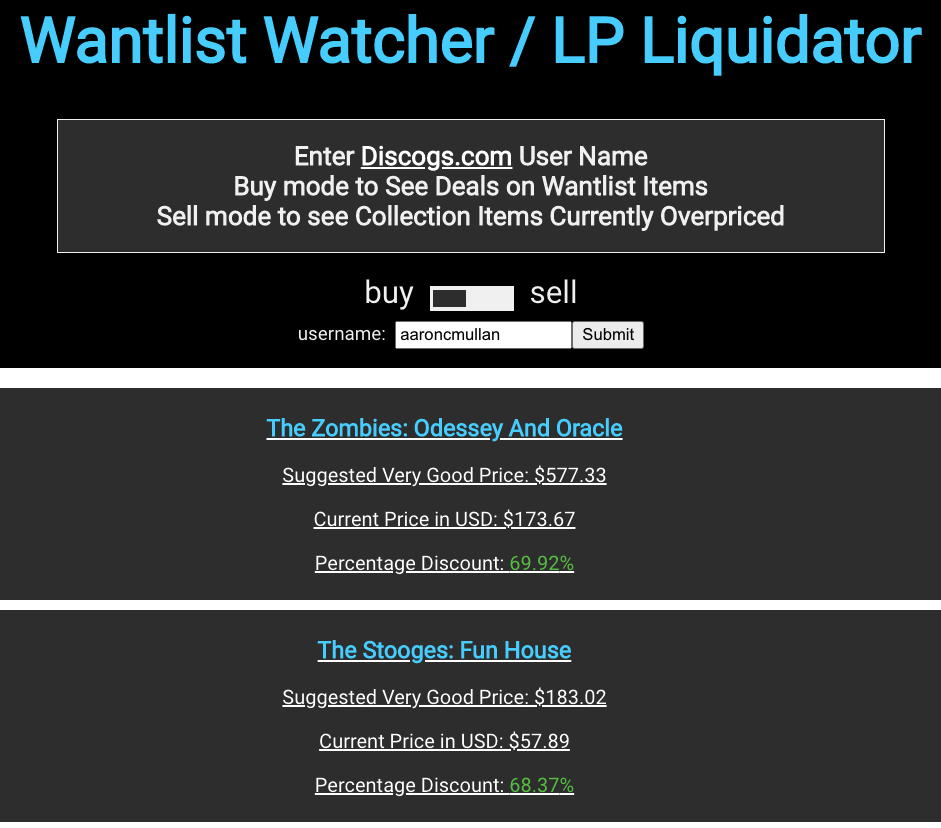 Wantlist Watcher / LP Liquidator
Enter Discogs.com User Name
Buy mode to See Deals on Wantlist Items
Sell mode to see Collection Items Currently Overpriced
buy sell
username: aaroncmullan Submit
The Zombies: Odessey And Oracle
Suggested Very Good Price: $577.33
Current Price in USD: $173.67
Percentage Discount: 69.92%
The Stooges: Fun House
Suggested Very Good Price: $183.02
Current Price in USD: $57.89
Percentage Discount: 68.37%